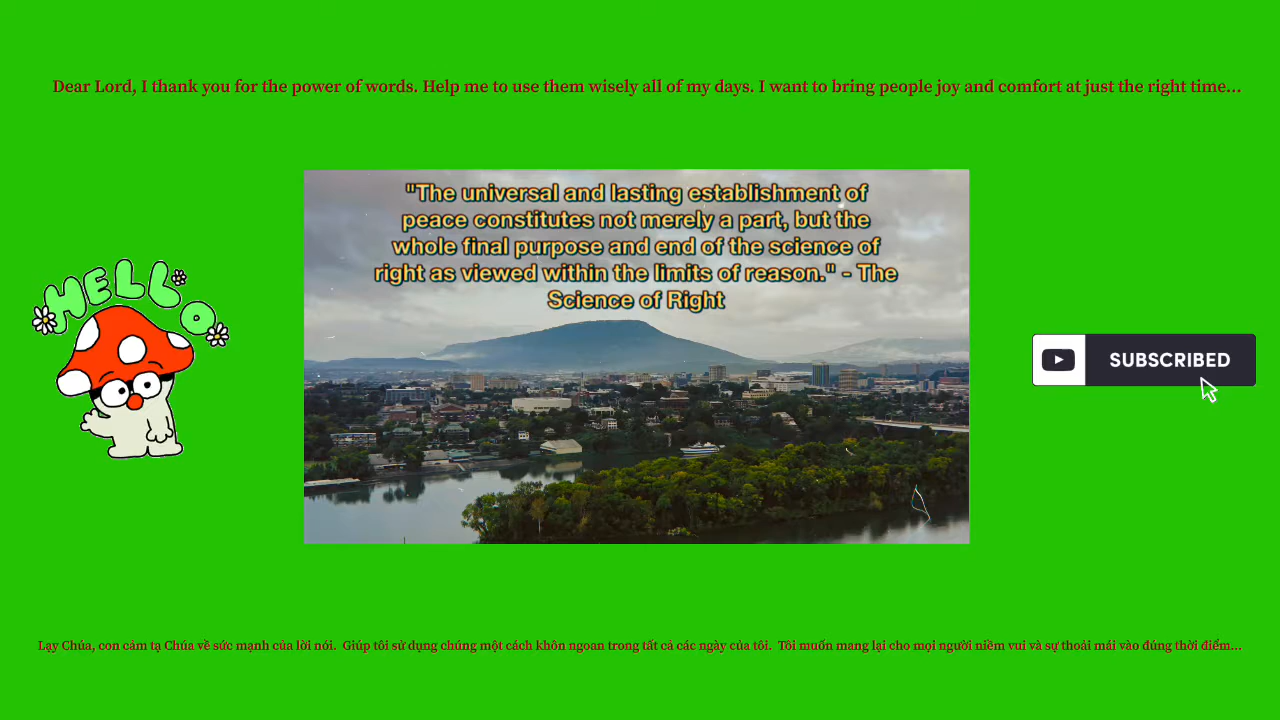 Dear Lord, I thank you for the power of words. Help me to use them wisely all of my days. I want to bring people joy and comfort at just the right time...
"The universal and lasting establishment of
peace constitutes not merely a part, but the
whole final purpose and end of the science of
right as viewed within the limits of reason." - The
Science of Right
HELLO
SUBSCRIBED
Lạy Chúa, con cảm tạ Chúa về sức mạnh của lời nói.  Giúp tôi sử dụng chúng một cách khôn ngoan trong tất cả các ngày của tôi.  Tôi muốn mang lại cho mọi người niềm vui và sự thoải mái vào đúng thời điểm...